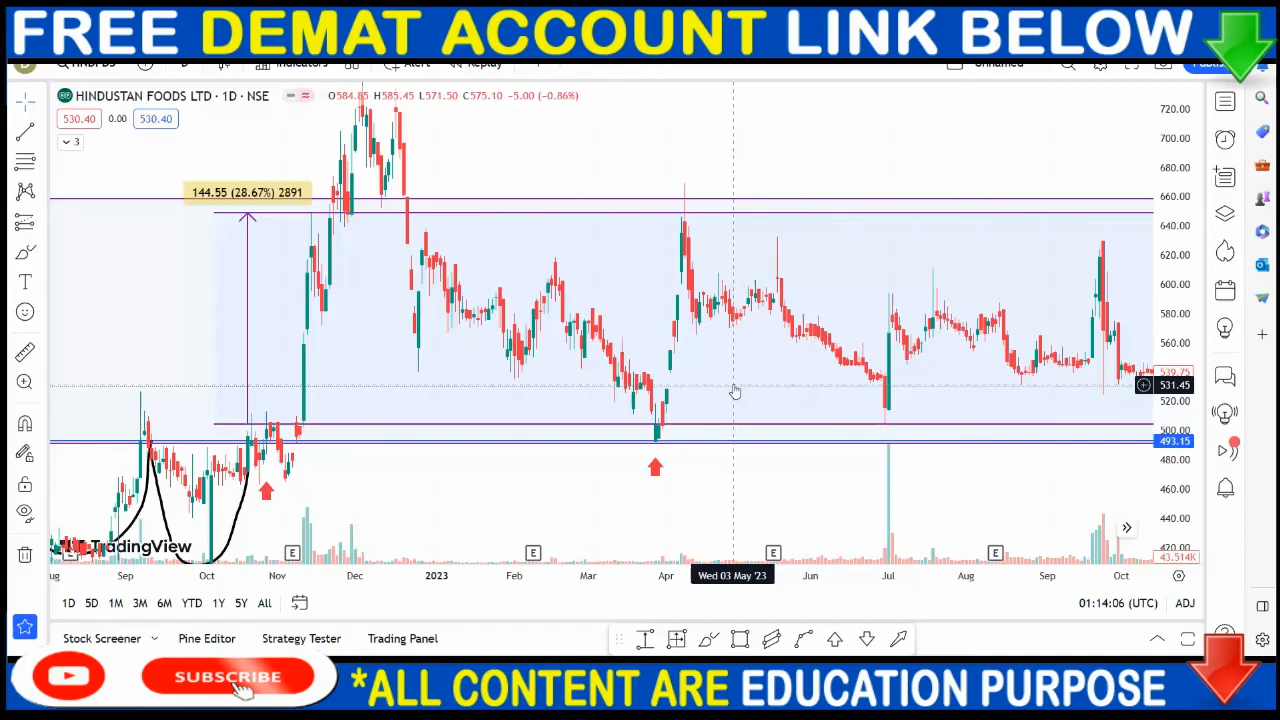 FREE DEMAT ACCOUNT LINK BELOW
Indicators Alert Replay Unnamed Publish
HINDUSTAN FOODS LTD · 1D · NSE O584.85 H585.45 L571.50 C575.10 −5.00 (−0.86%)
530.40 0.00 530.40
3
144.55 (28.67%) 2891
720.00
700.00
680.00
660.00
640.00
620.00
600.00
580.00
560.00
539.75
531.45
520.00
500.00
493.15
480.00
460.00
440.00
420.00
43.514K
TradingView
E E E E
Sep Oct Nov Dec 2023 Feb Mar Apr Wed 03 May '23 Jun Jul Aug Sep Oct
1D 5D 1M 3M 6M YTD 1Y 5Y All 01:14:06 (UTC) ADJ
Stock Screener Pine Editor Strategy Tester Trading Panel
SUBSCRIBE
*ALL CONTENT ARE EDUCATION PURPOSE